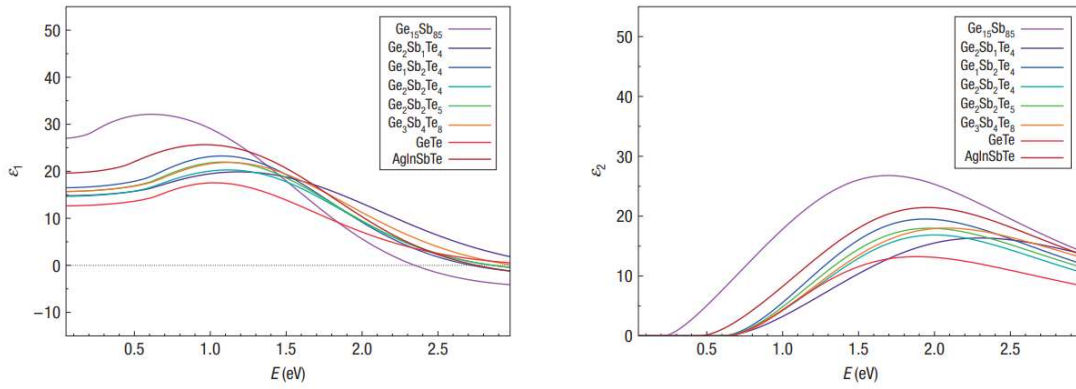 50
40
30
20
10
0
−10
ε1
0.5 1.0 1.5 2.0 2.5
E (eV)
Ge15Sb85
Ge2Sb1Te4
Ge1Sb2Te4
Ge2Sb2Te4
Ge2Sb2Te5
Ge3Sb4Te8
GeTe
AgInSbTe
50
40
30
20
10
0
ε2
0.5 1.0 1.5 2.0 2.5
E (eV)
Ge15Sb85
Ge2Sb1Te4
Ge1Sb2Te4
Ge2Sb2Te4
Ge2Sb2Te5
Ge3Sb4Te8
GeTe
AgInSbTe